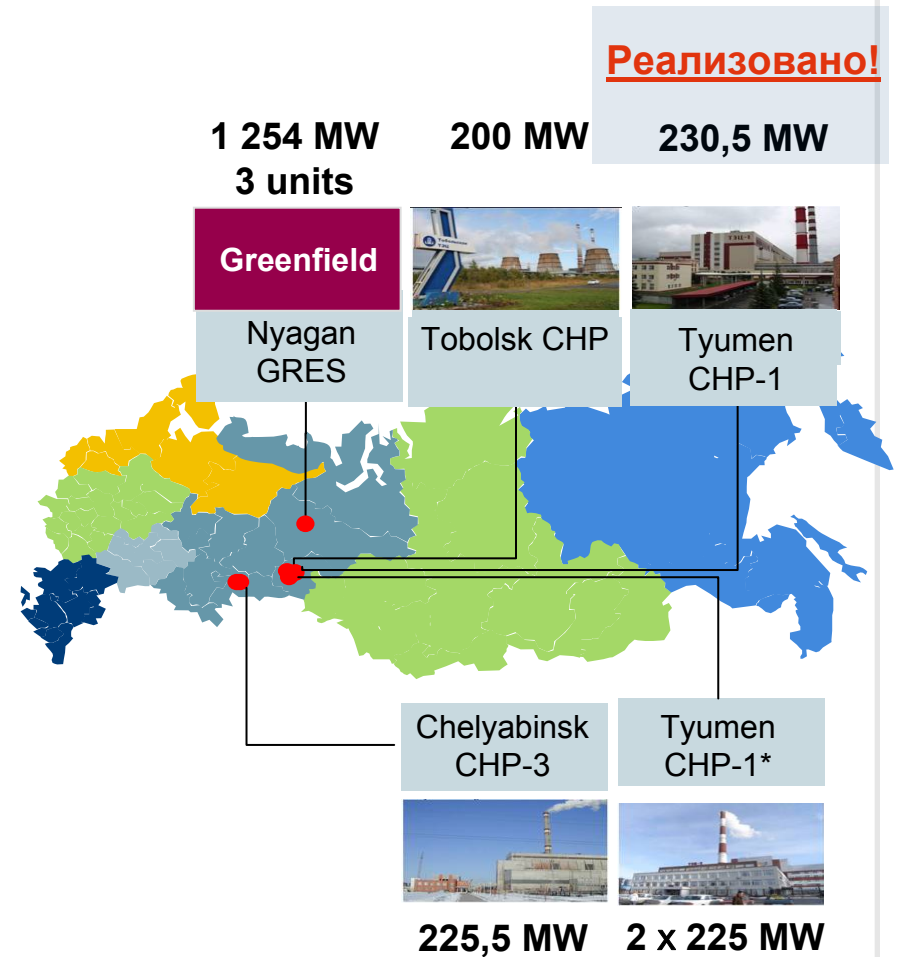 Реализовано!
1 254 MW
3 units
200 MW
230,5 MW
Greenfield
Nyagan
GRES
Tobolsk CHP
Tyumen
CHP-1
Chelyabinsk
CHP-3
Tyumen
CHP-1*
225,5 MW
2 x 225 MW